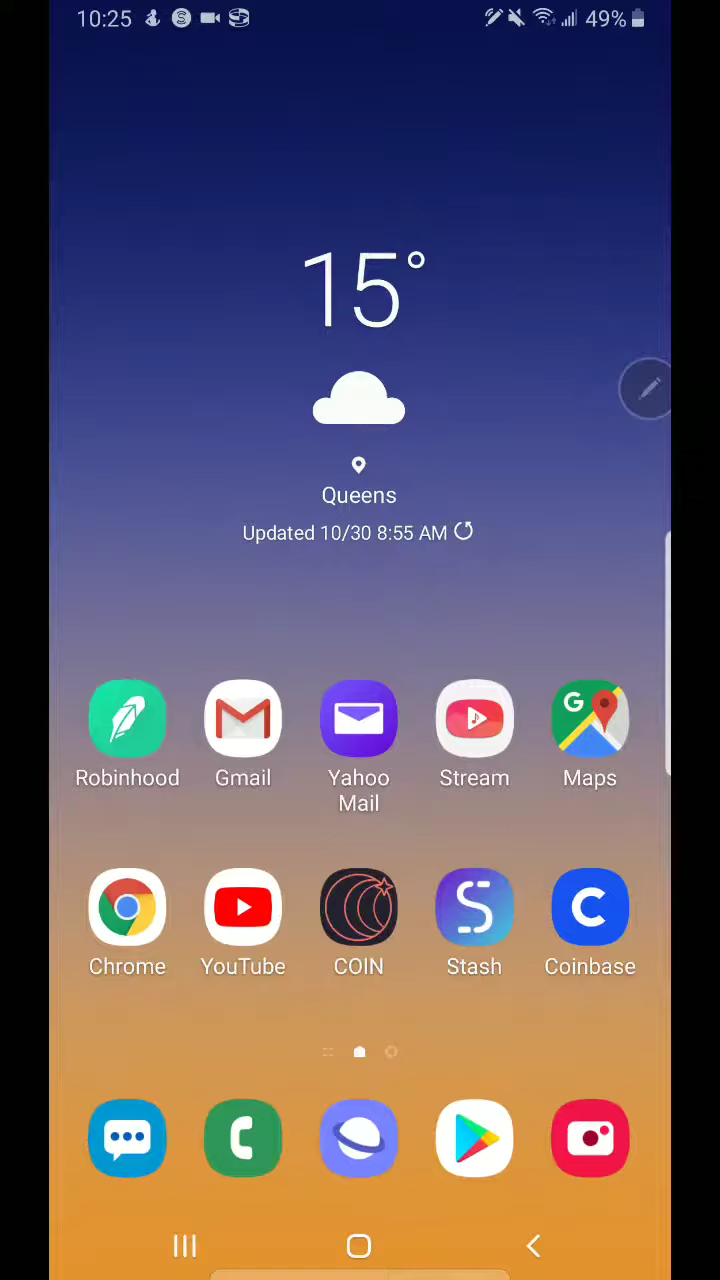 10:25 49%
15°
Queens
Updated 10/30 8:55 AM
Robinhood Gmail Yahoo Mail Stream Maps
Chrome YouTube COIN Stash Coinbase